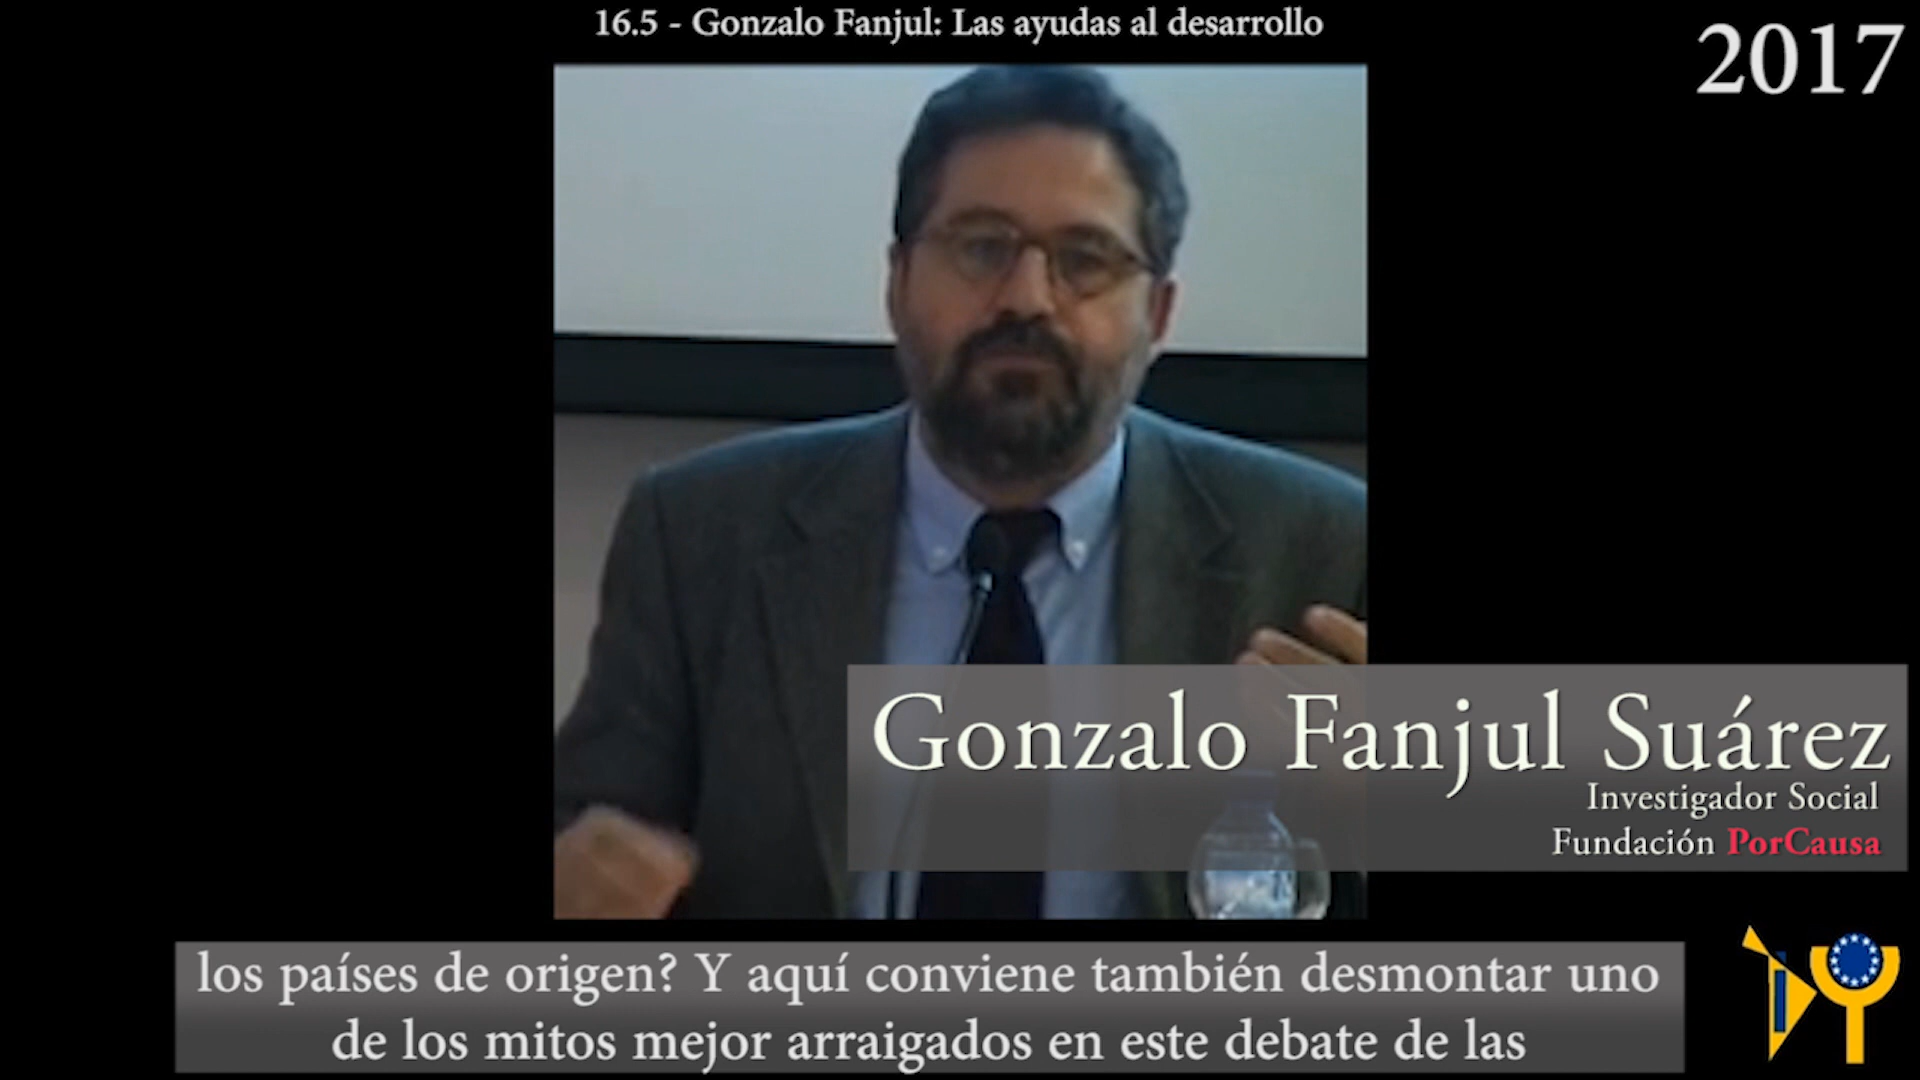 16.5 - Gonzalo Fanjul: Las ayudas al desarrollo
2017
Gonzalo Fanjul Suárez
Investigador Social
Fundación PorCausa
los países de origen? Y aquí conviene también desmontar uno
de los mitos mejor arraigados en este debate de las